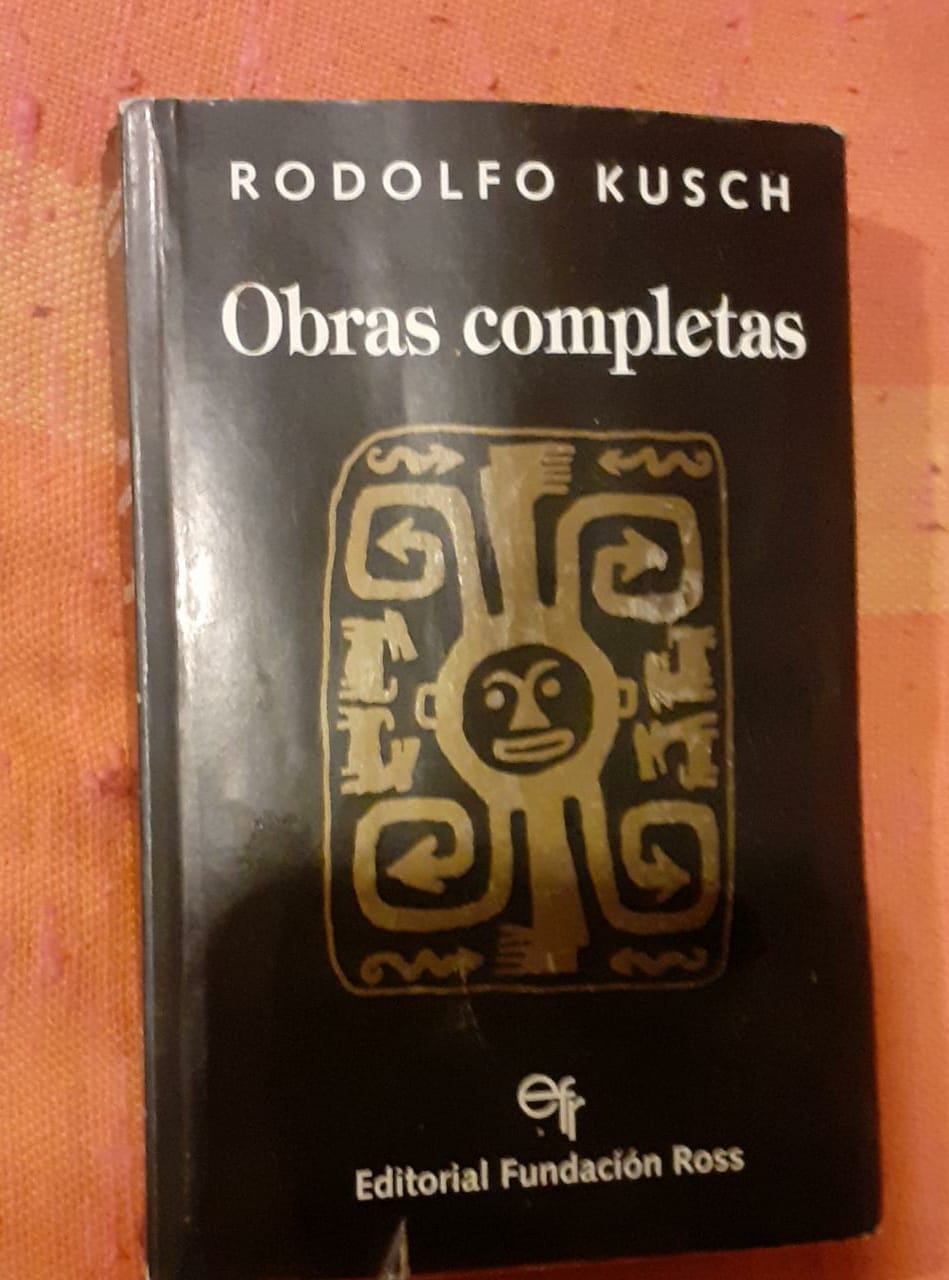 RODOLFO KUSCH
Obras completas
efr
Editorial Fundación Ross